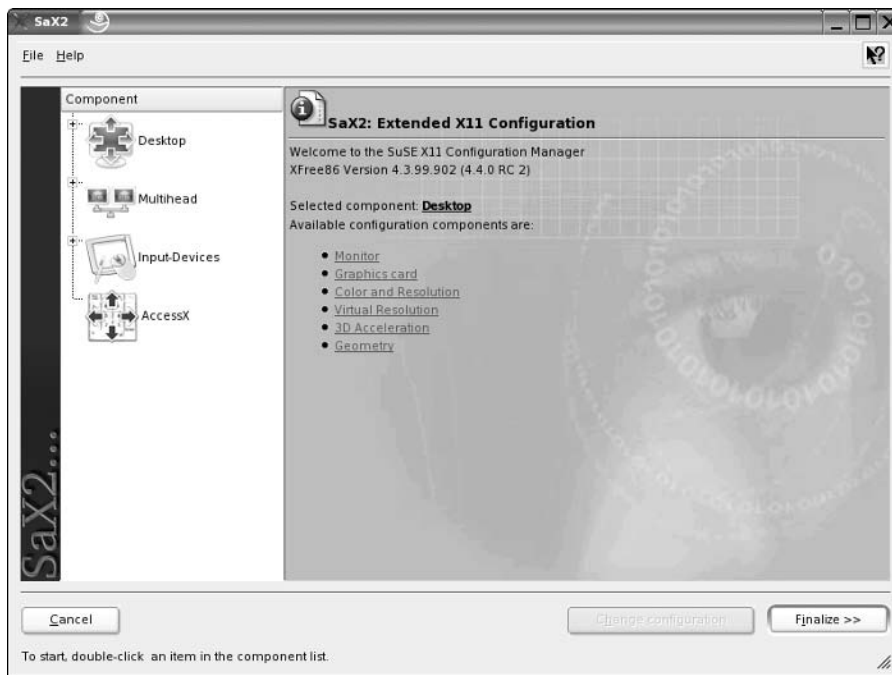 SaX2
File Help
Component
Desktop
Multihead
Input-Devices
AccessX
SaX2...
SaX2: Extended X11 Configuration
Welcome to the SuSE X11 Configuration Manager
XFree86 Version 4.3.99.902 (4.4.0 RC 2)
Selected component: Desktop
Available configuration components are:
Monitor
Graphics card
Color and Resolution
Virtual Resolution
3D Acceleration
Geometry
Cancel
Change configuration
Finalize >>
To start, double-click an item in the component list.